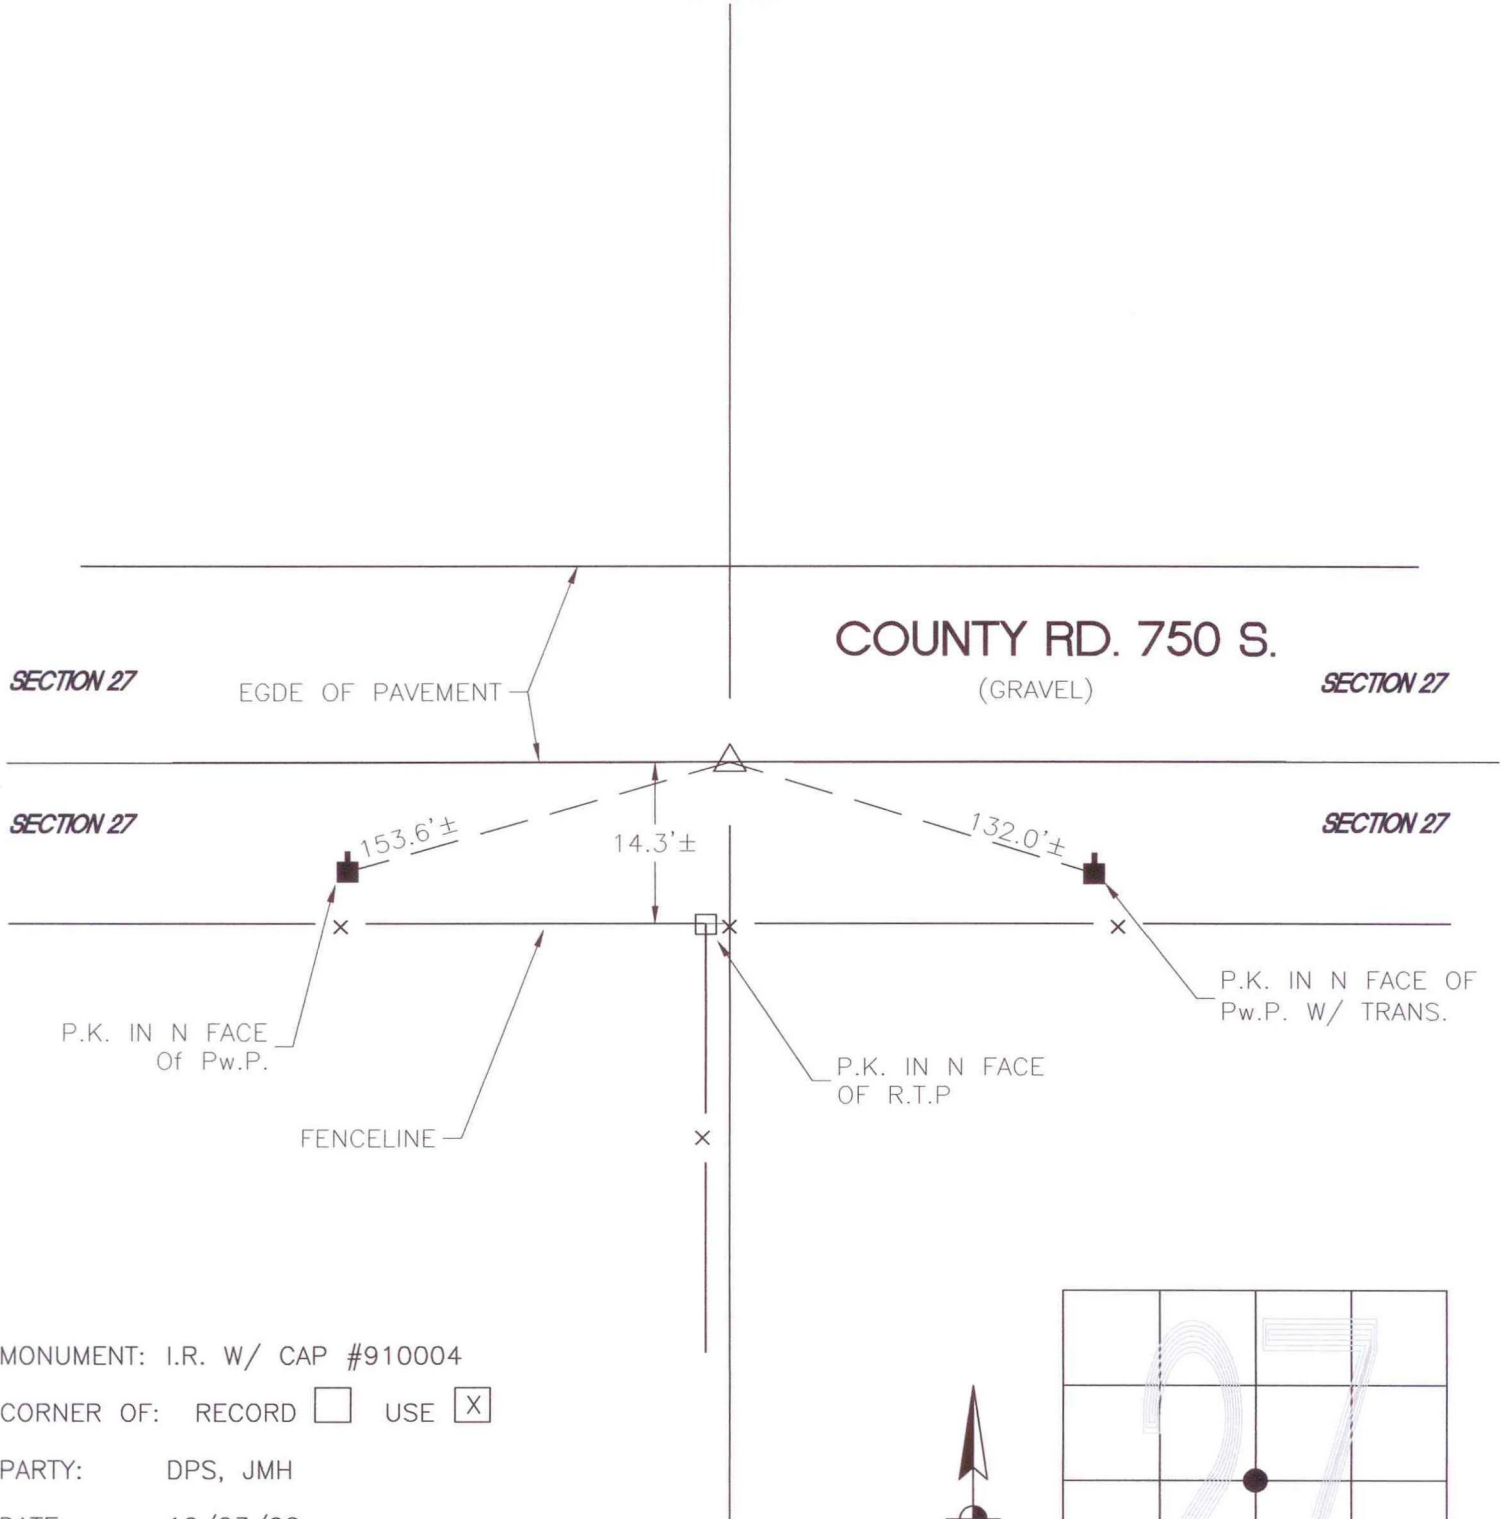 COUNTY RD. 750 S.
(GRAVEL)
SECTION 27
EGDE OF PAVEMENT
SECTION 27
SECTION 27
153.6'±
14.3'±
132.0'±
SECTION 27
P.K. IN N FACE
Of Pw.P.
P.K. IN N FACE OF
Pw.P. W/ TRANS.
P.K. IN N FACE
OF R.T.P
FENCELINE
MONUMENT: I.R. W/ CAP #910004
CORNER OF: RECORD USE X
PARTY: DPS, JMH
27